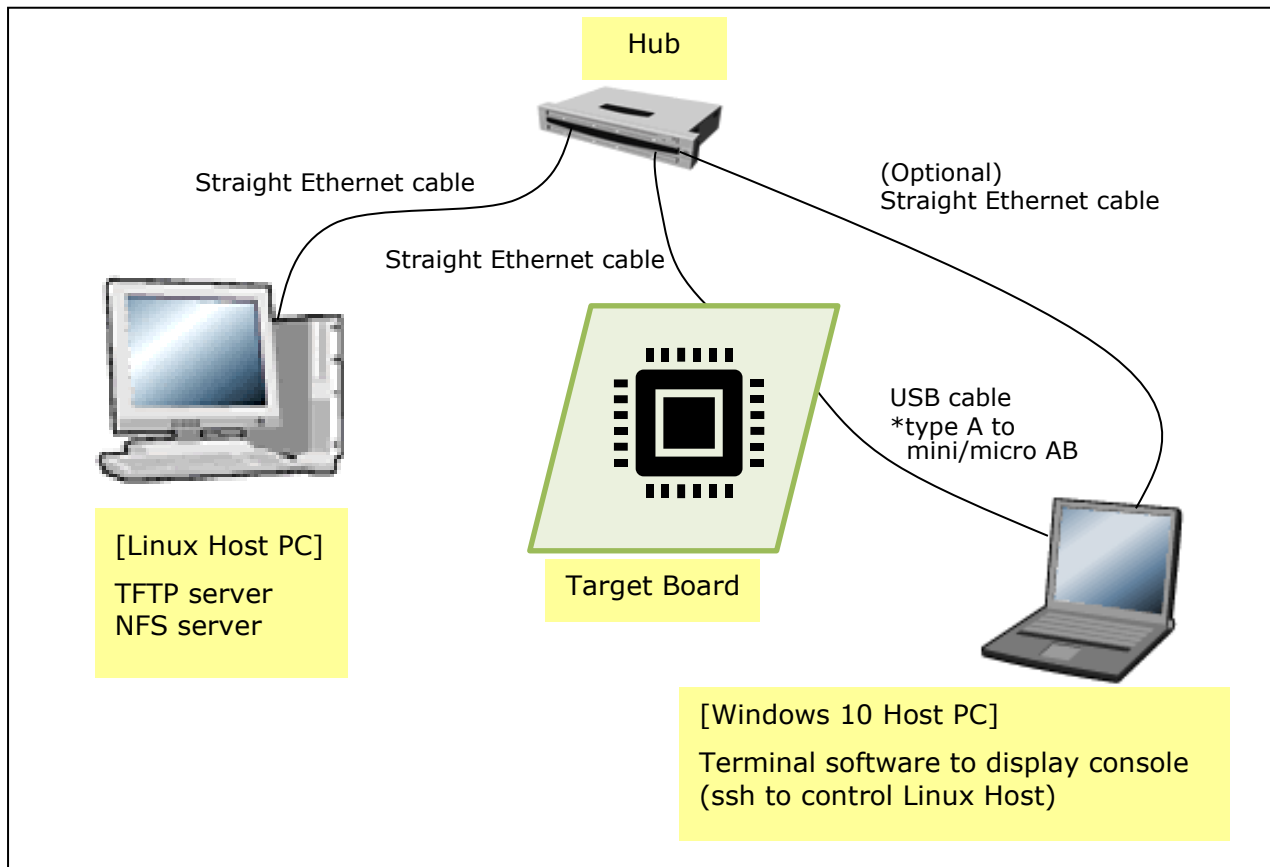 Hub
Straight Ethernet cable
(Optional)
Straight Ethernet cable
Straight Ethernet cable
USB cable
*type A to
mini/micro AB
[Linux Host PC]
TFTP server
NFS server
Target Board
[Windows 10 Host PC]
Terminal software to display console
(ssh to control Linux Host)